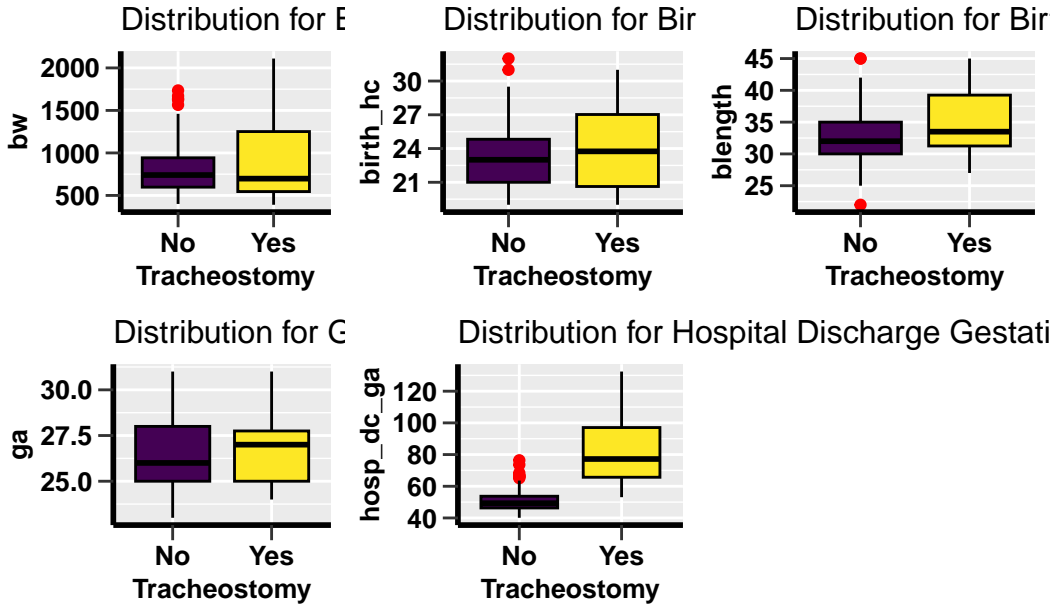 Distribution for B
bw
2000
1500
1000
500
No Yes
Tracheostomy
Distribution for Bir
birth_hc
30
27
24
21
No Yes
Tracheostomy
Distribution for Bir
blength
45
40
35
30
25
No Yes
Tracheostomy
Distribution for G
ga
30.0
27.5
25.0
No Yes
Tracheostomy
Distribution for Hospital Discharge Gestati
hosp_dc_ga
120
100
80
60
40
No Yes
Tracheostomy